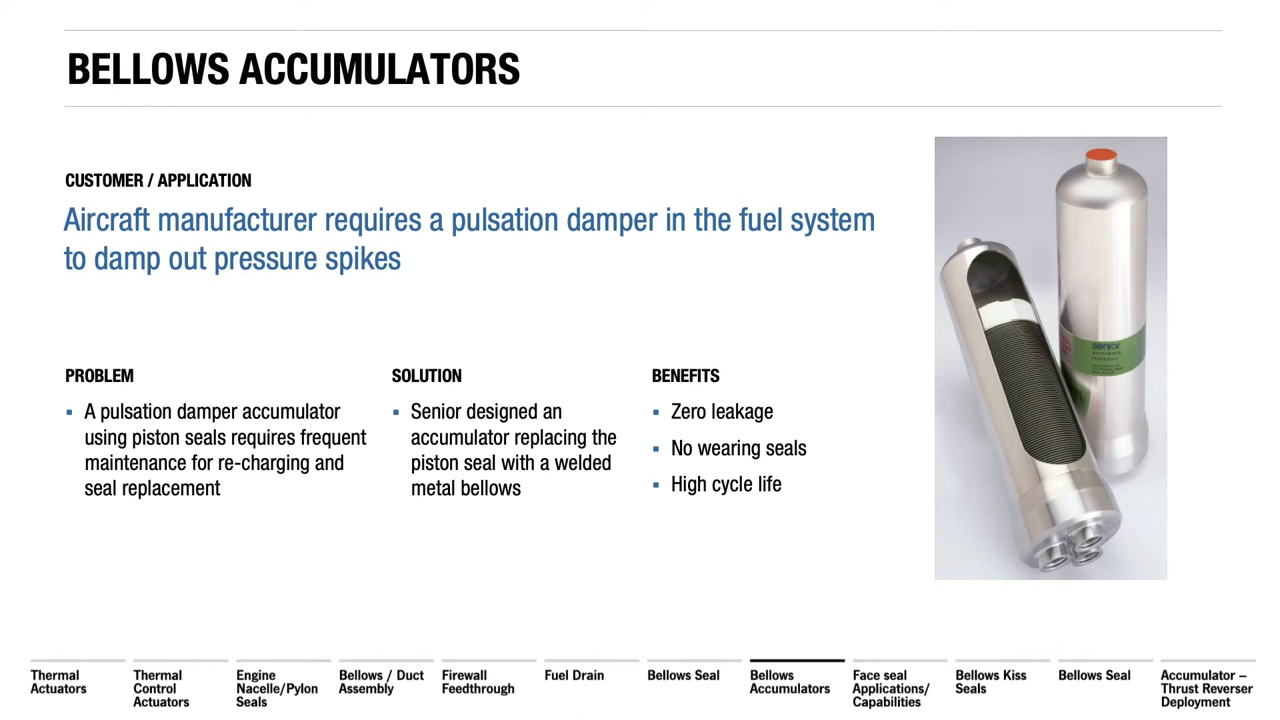 BELLOWS ACCUMULATORS
CUSTOMER / APPLICATION
Aircraft manufacturer requires a pulsation damper in the fuel system
to damp out pressure spikes
PROBLEM
▪ A pulsation damper accumulator
using piston seals requires frequent
maintenance for re-charging and
seal replacement
SOLUTION
▪ Senior designed an
accumulator replacing the
piston seal with a welded
metal bellows
BENEFITS
▪ Zero leakage
▪ No wearing seals
▪ High cycle life
senior
Thermal
Actuators
Thermal
Control
Actuators
Engine
Nacelle/Pylon
Seals
Bellows / Duct
Assembly
Firewall
Feedthrough
Fuel Drain
Bellows Seal
Bellows
Accumulators
Face seal
Applications/
Capabilities
Bellows Kiss
Seals
Bellows Seal
Accumulator –
Thrust Reverser
Deployment